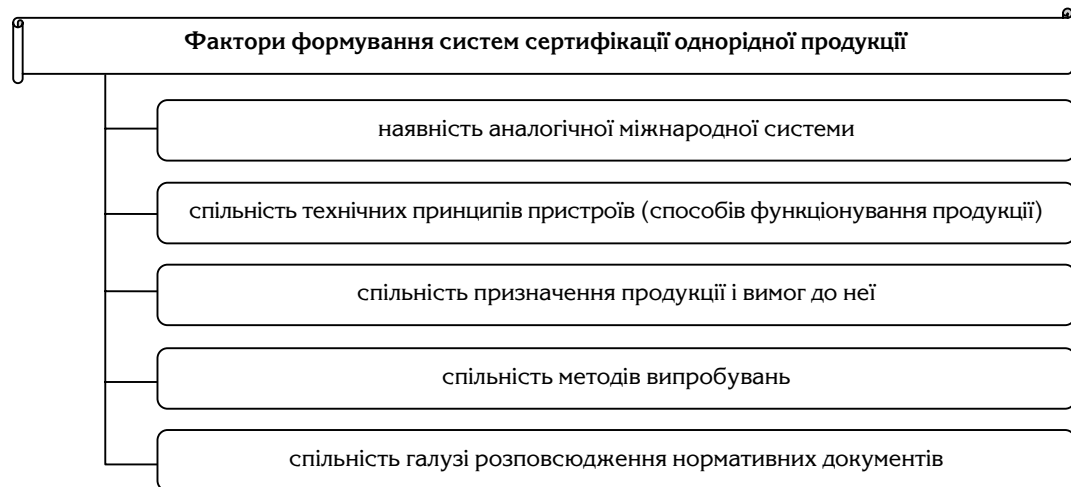 Фактори формування систем сертифікації однорідної продукції
наявність аналогічної міжнародної системи
спільність технічних принципів пристроїв (способів функціонування продукції)
спільність призначення продукції і вимог до неї
спільність методів випробувань
спільність галузі розповсюдження нормативних документів